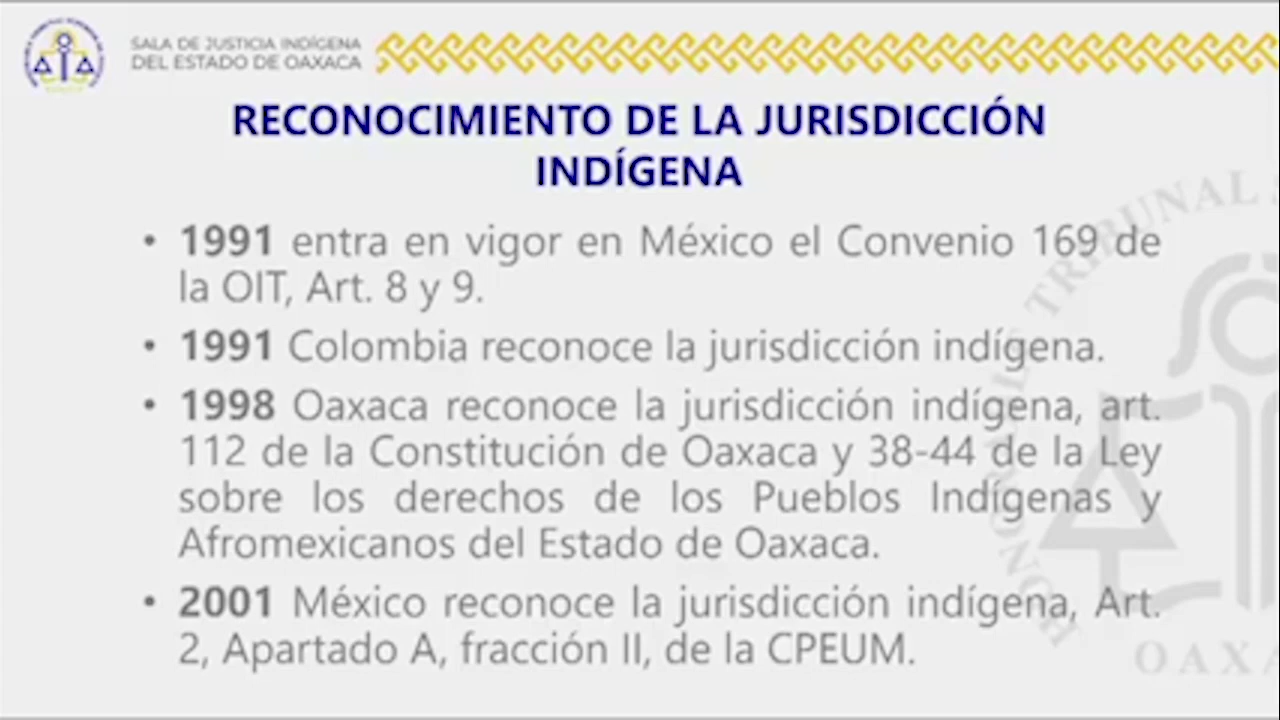 SALA DE JUSTICIA INDÍGENA
DEL ESTADO DE OAXACA
RECONOCIMIENTO DE LA JURISDICCIÓN
INDÍGENA
• 1991 entra en vigor en México el Convenio 169 de
la OIT, Art. 8 y 9.
• 1991 Colombia reconoce la jurisdicción indígena.
• 1998 Oaxaca reconoce la jurisdicción indígena, art.
112 de la Constitución de Oaxaca y 38-44 de la Ley
sobre los derechos de los Pueblos Indígenas y
Afromexicanos del Estado de Oaxaca.
• 2001 México reconoce la jurisdicción indígena, Art.
2, Apartado A, fracción II, de la CPEUM.
TRIBUNAL
OAXA